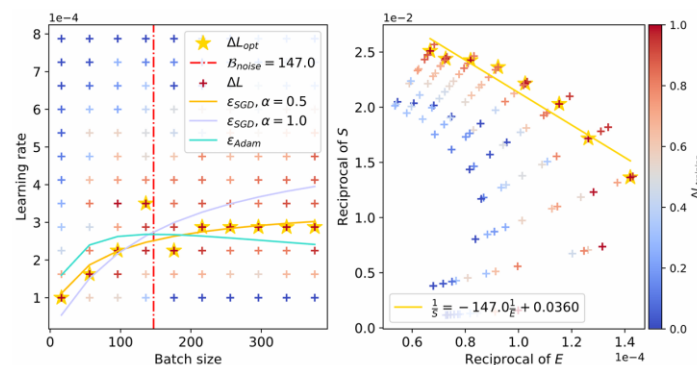 1e−4
8
7
6
5
4
3
2
1
Learning rate
0
100
200
300
Batch size
ΔL_opt
B_noise = 147.0
ΔL
ε_SGD, α = 0.5
ε_SGD, α = 1.0
ε_Adam
1e−2
2.5
2.0
1.5
1.0
0.5
0.0
Reciprocal of S
0.6
0.8
1.0
1.2
1.4
1e−4
Reciprocal of E
1/S = −147.0 1/E + 0.0360
1.0
0.8
0.6
0.4
0.2
0.0